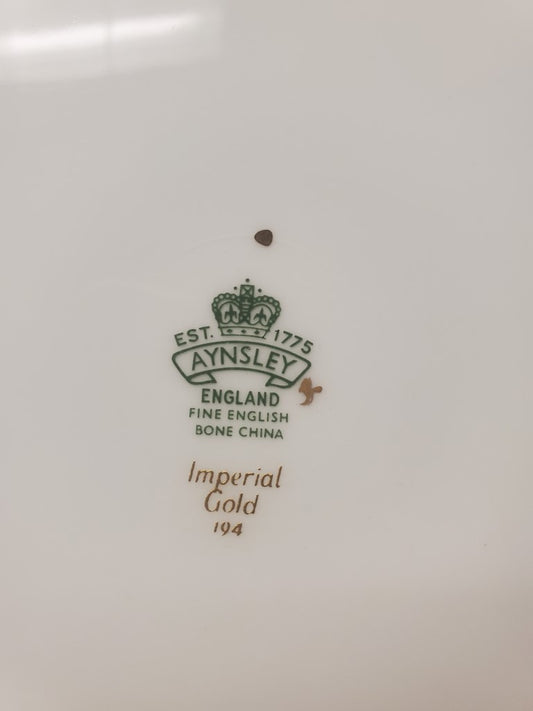 EST. 1775
AYNSLEY
ENGLAND
FINE ENGLISH
BONE CHINA
Imperial
Gold
194